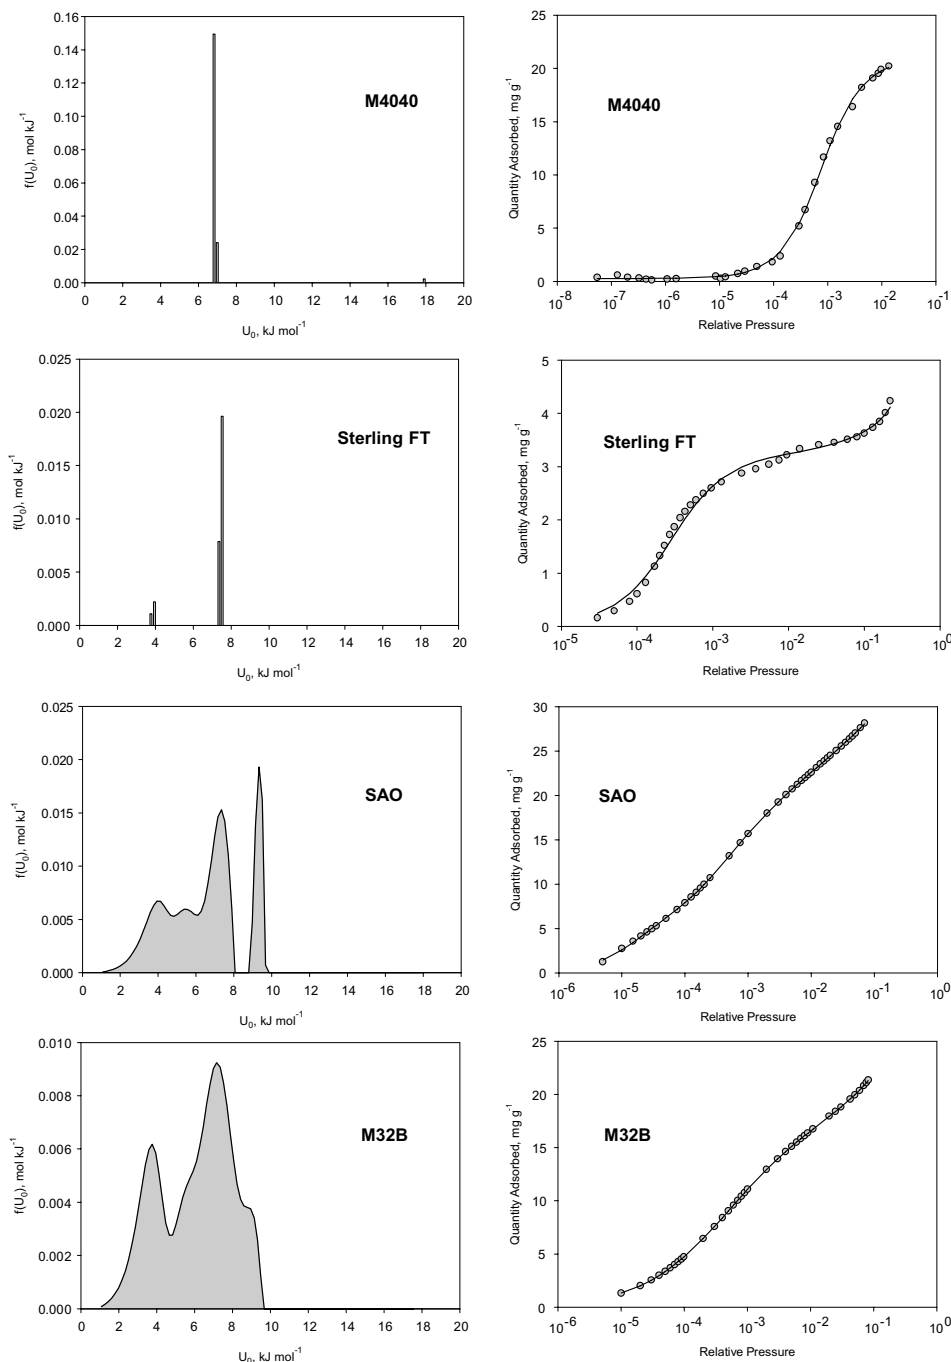 0.16
0.14
0.12
0.10
0.08
0.06
0.04
0.02
0.00
f(U0), mol kJ-1
M4040
0 2 4 6 8 10 12 14 16 18 20
U0, kJ mol-1
25
20
15
10
5
0
Quantity Adsorbed, mg g-1
M4040
10-8 10-7 10-6 10-5 10-4 10-3 10-2 10-1
Relative Pressure
0.025
0.020
0.015
0.010
0.005
0.000
f(U0), mol kJ-1
Sterling FT
0 2 4 6 8 10 12 14 16 18 20
U0, kJ mol-1
5
4
3
2
1
0
Quantity Adsorbed, mg g-1
Sterling FT
10-5 10-4 10-3 10-2 10-1 100
Relative Pressure
0.025
0.020
0.015
0.010
0.005
0.000
f(U0), mol kJ-1
SAO
0 2 4 6 8 10 12 14 16 18 20
U0, kJ mol-1
30
25
20
15
10
5
0
Quantity Adsorbed, mg g-1
SAO
10-6 10-5 10-4 10-3 10-2 10-1 100
Relative Pressure
0.010
0.008
0.006
0.004
0.002
0.000
f(U0), mol kJ-1
M32B
0 2 4 6 8 10 12 14 16 18 20
U0, kJ mol-1
25
20
15
10
5
0
Quantity Adsorbed, mg g-1
M32B
10-6 10-5 10-4 10-3 10-2 10-1 100
Relative Pressure